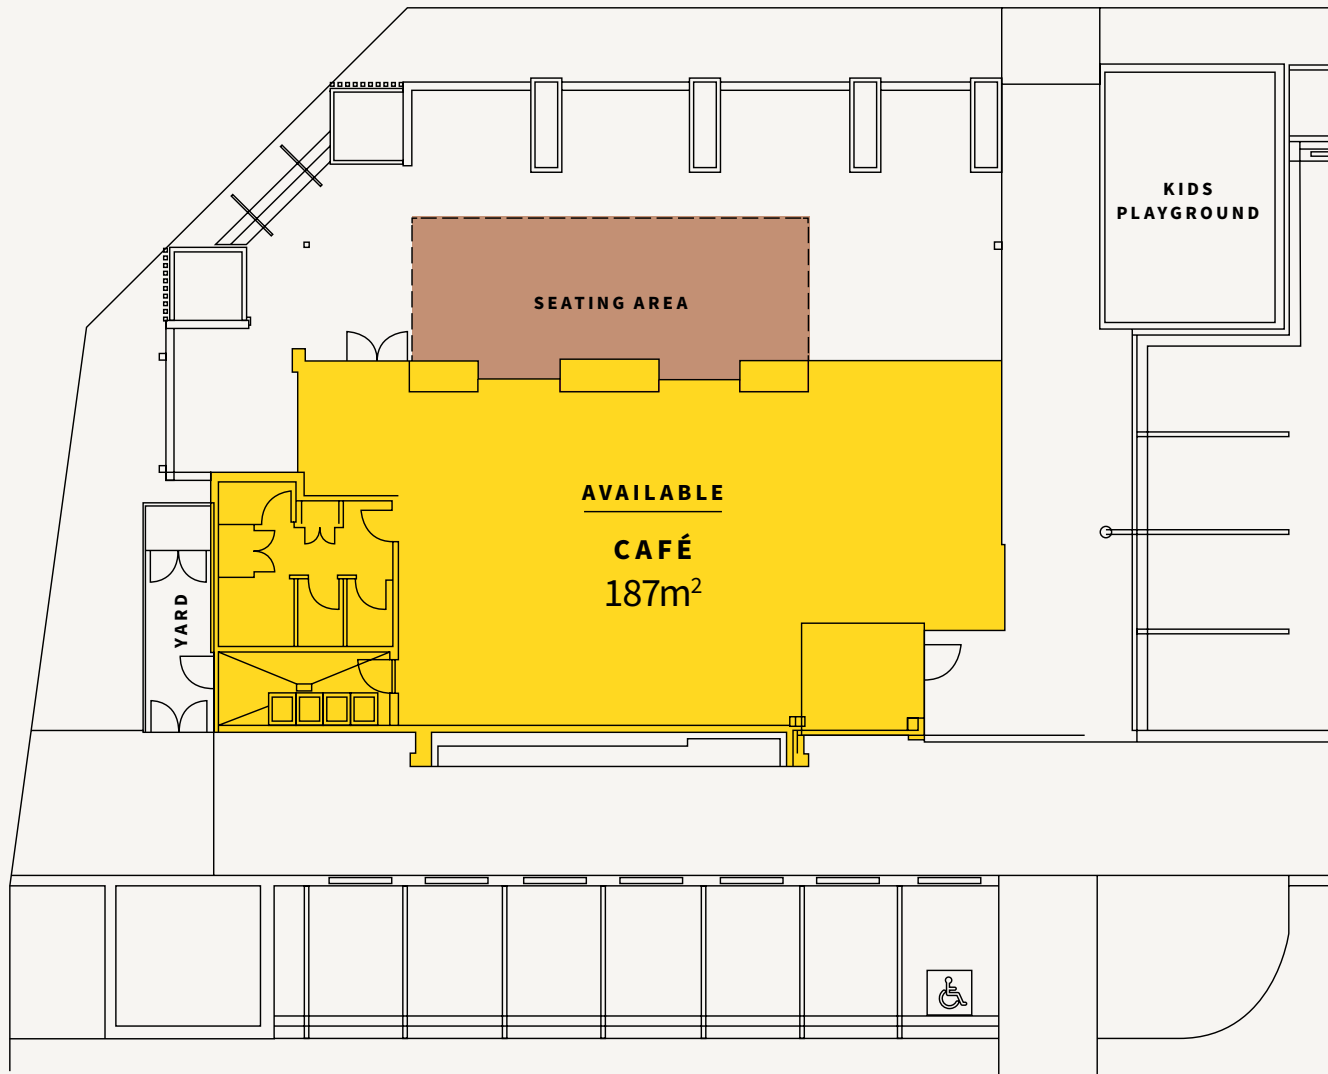 KIDS
PLAYGROUND
SEATING AREA
AVAILABLE
CAFÉ
187m²
YARD